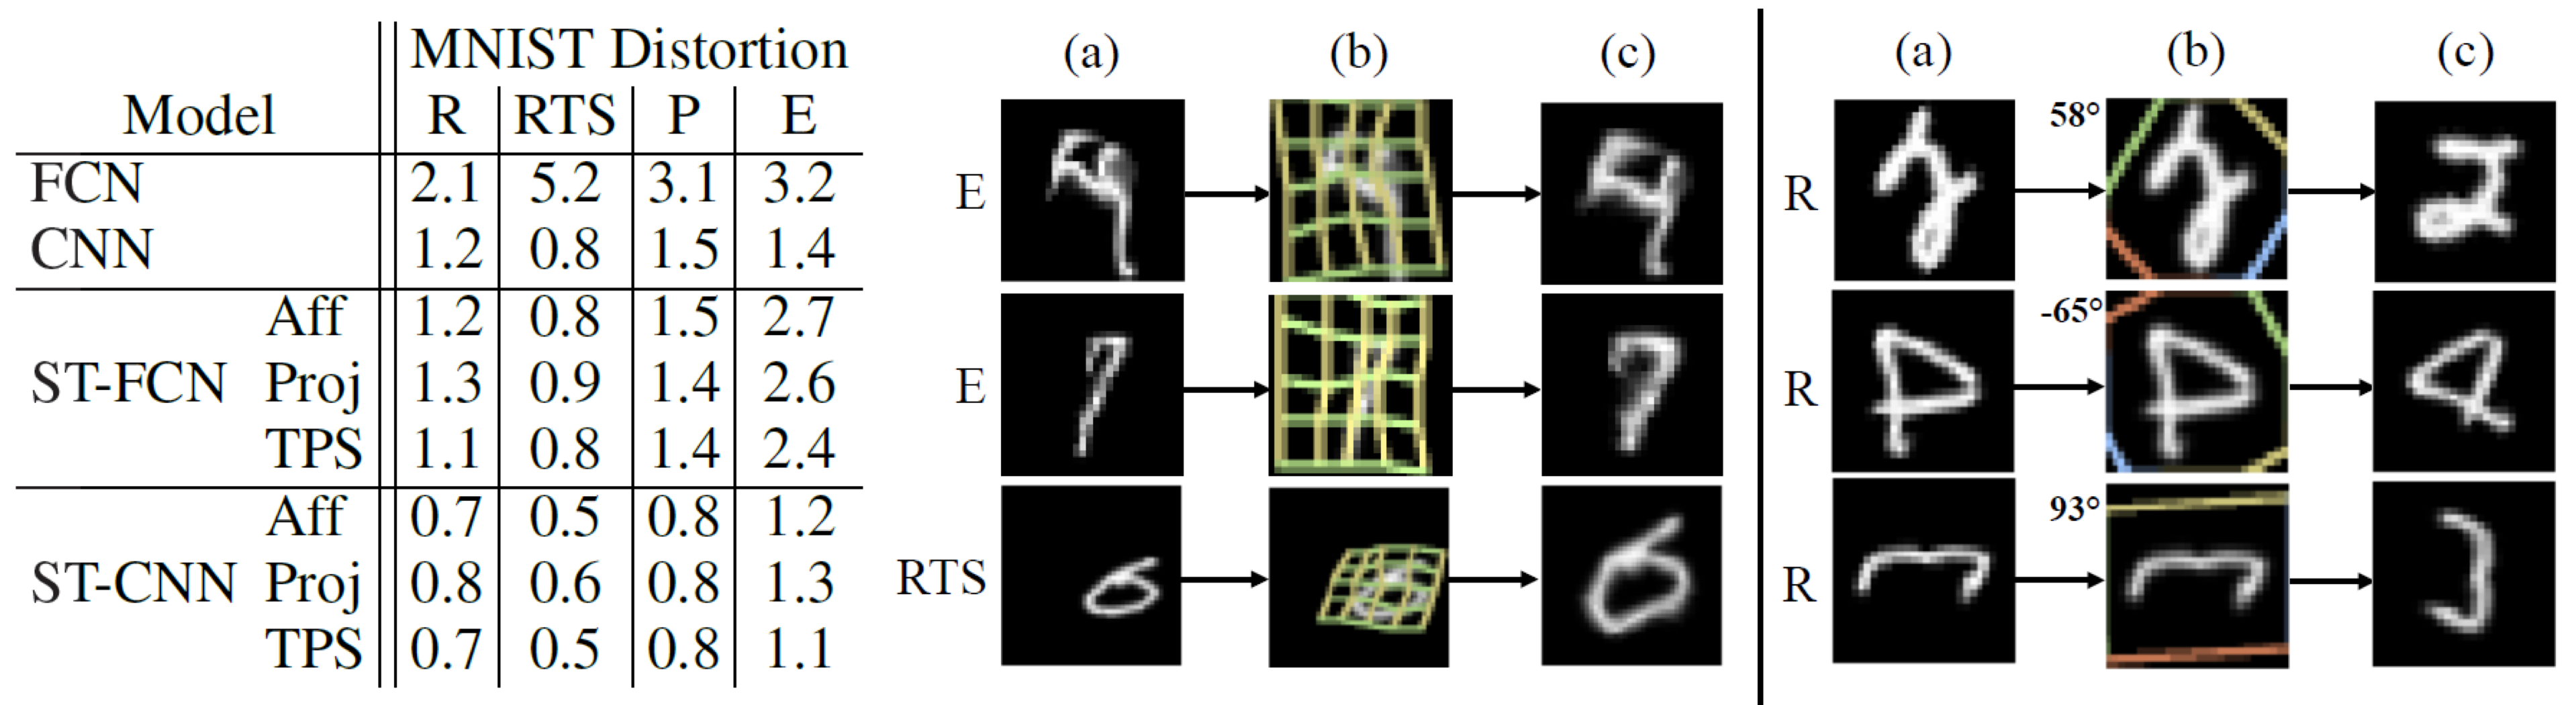 MNIST Distortion
Model R RTS P E
FCN 2.1 5.2 3.1 3.2
CNN 1.2 0.8 1.5 1.4
Aff 1.2 0.8 1.5 2.7
ST-FCN Proj 1.3 0.9 1.4 2.6
TPS 1.1 0.8 1.4 2.4
Aff 0.7 0.5 0.8 1.2
ST-CNN Proj 0.8 0.6 0.8 1.3
TPS 0.7 0.5 0.8 1.1
(a) (b) (c)
E
E
RTS
(a) (b) (c)
58°
R
-65°
R
93°
R